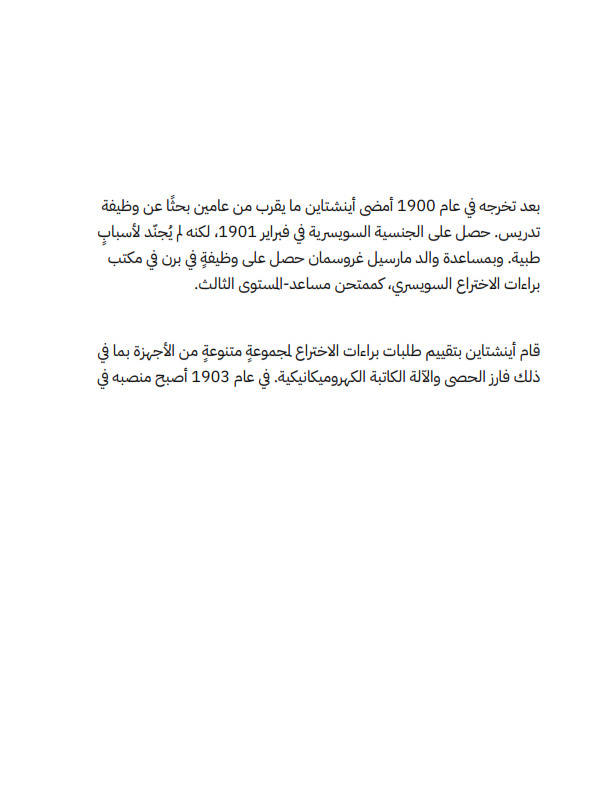 بعد تخرجه في عام 1900 أمضى أينشتاين ما يقرب من عامين بحثًا عن وظيفة
تدريس. حصل على الجنسية السويسرية في فبراير 1901، لكنه لم يُجنّد لأسبابٍ
طبية. وبمساعدة والد مارسيل غروسمان حصل على وظيفةٍ في برن في مكتب
براءات الاختراع السويسري، كممتحن مساعد-المستوى الثالث.
قام أينشتاين بتقييم طلبات براءات الاختراع لمجموعةٍ متنوعةٍ من الأجهزة بما في
ذلك فارز الحصى والآلة الكاتبة الكهروميكانيكية. في عام 1903 أصبح منصبه في